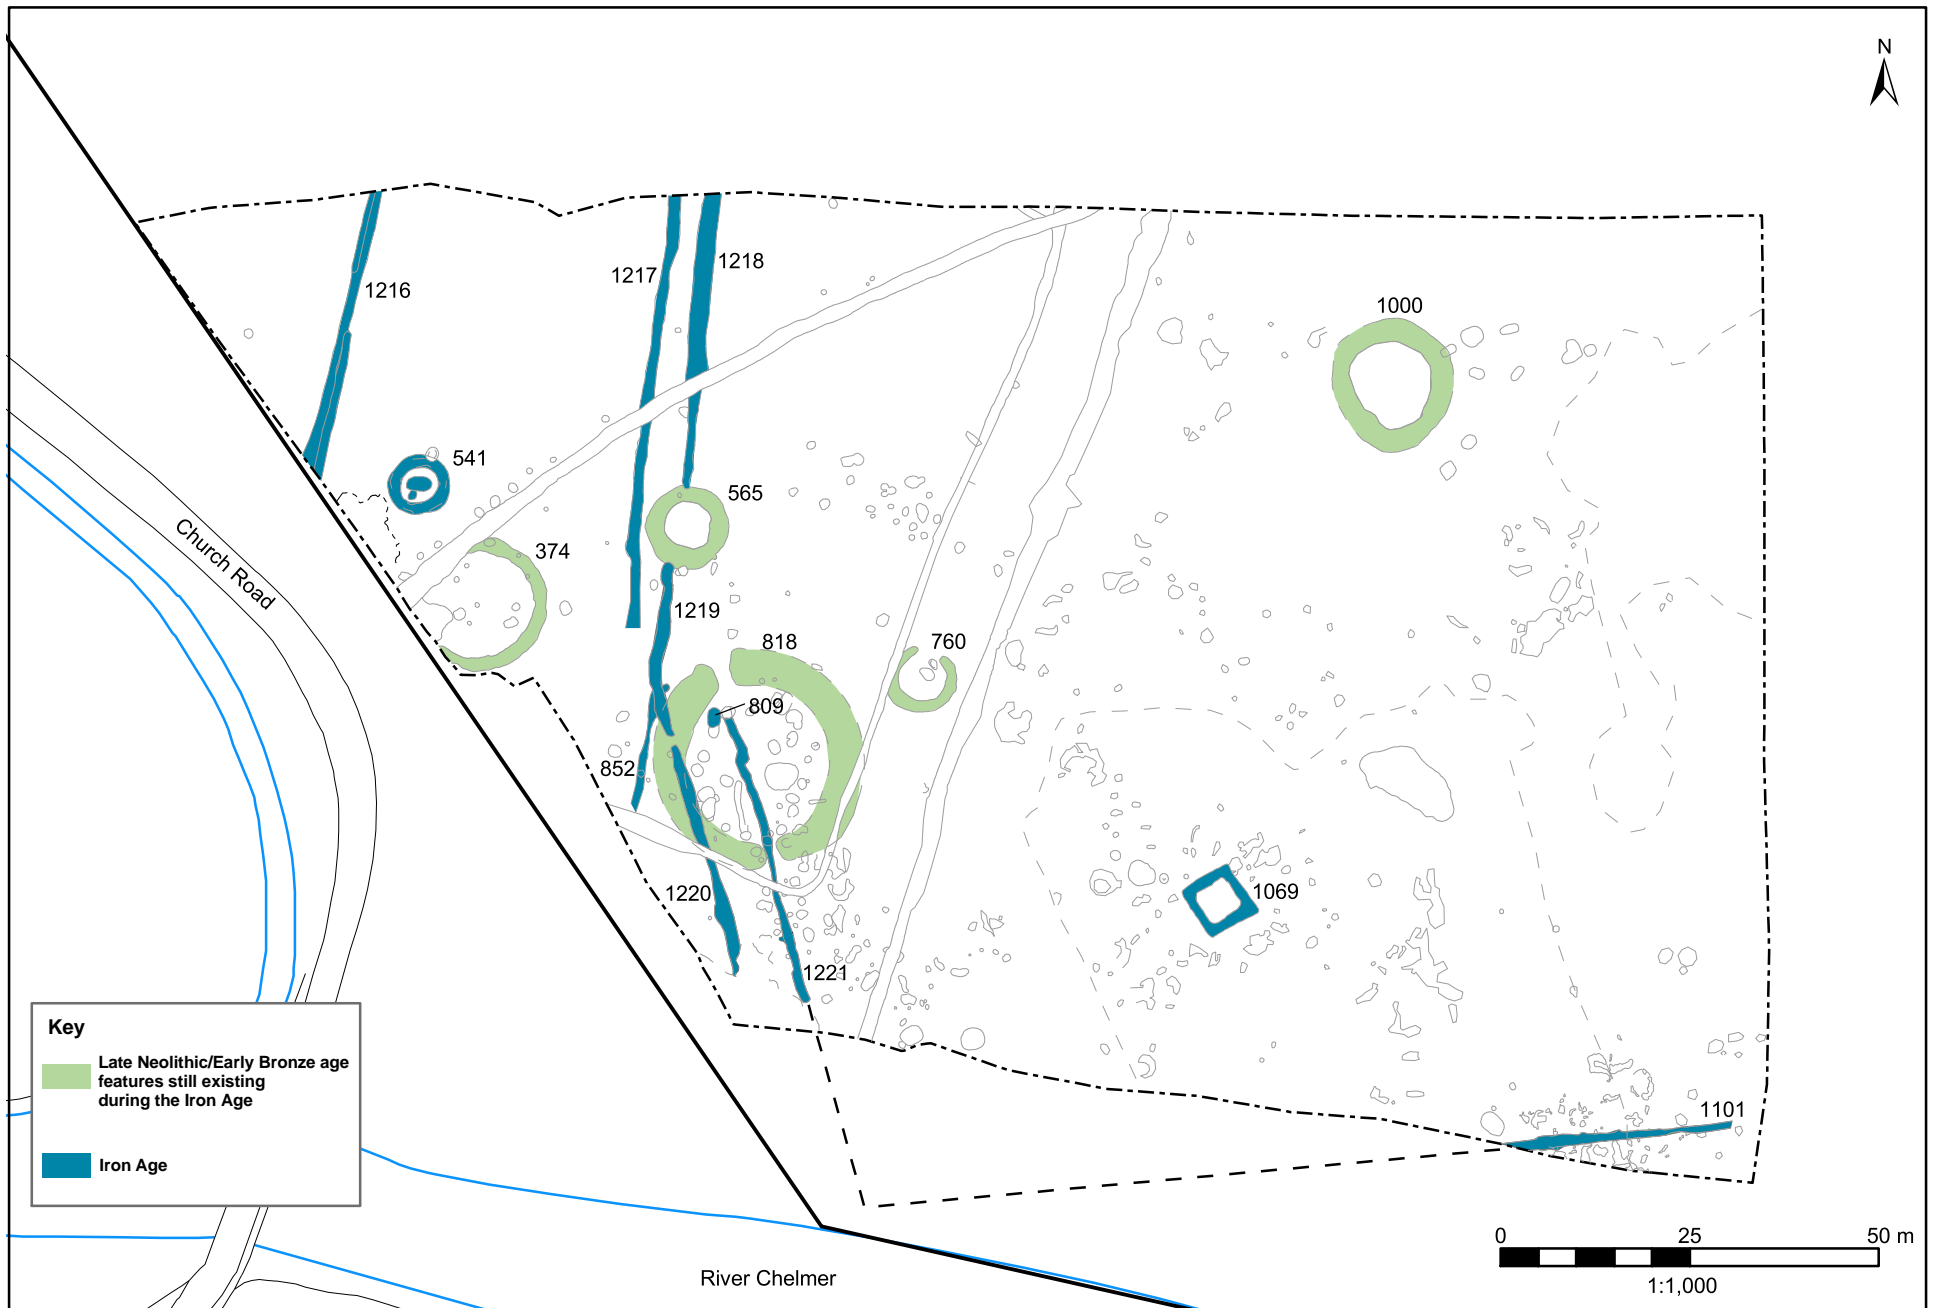 N
1216
1217
1218
1000
541
565
374
1219
818
760
809
852
1069
1220
1221
1101
Church Road
Key
Late Neolithic/Early Bronze age
features still existing
during the Iron Age
Iron Age
River Chelmer
0 25 50 m
1:1,000